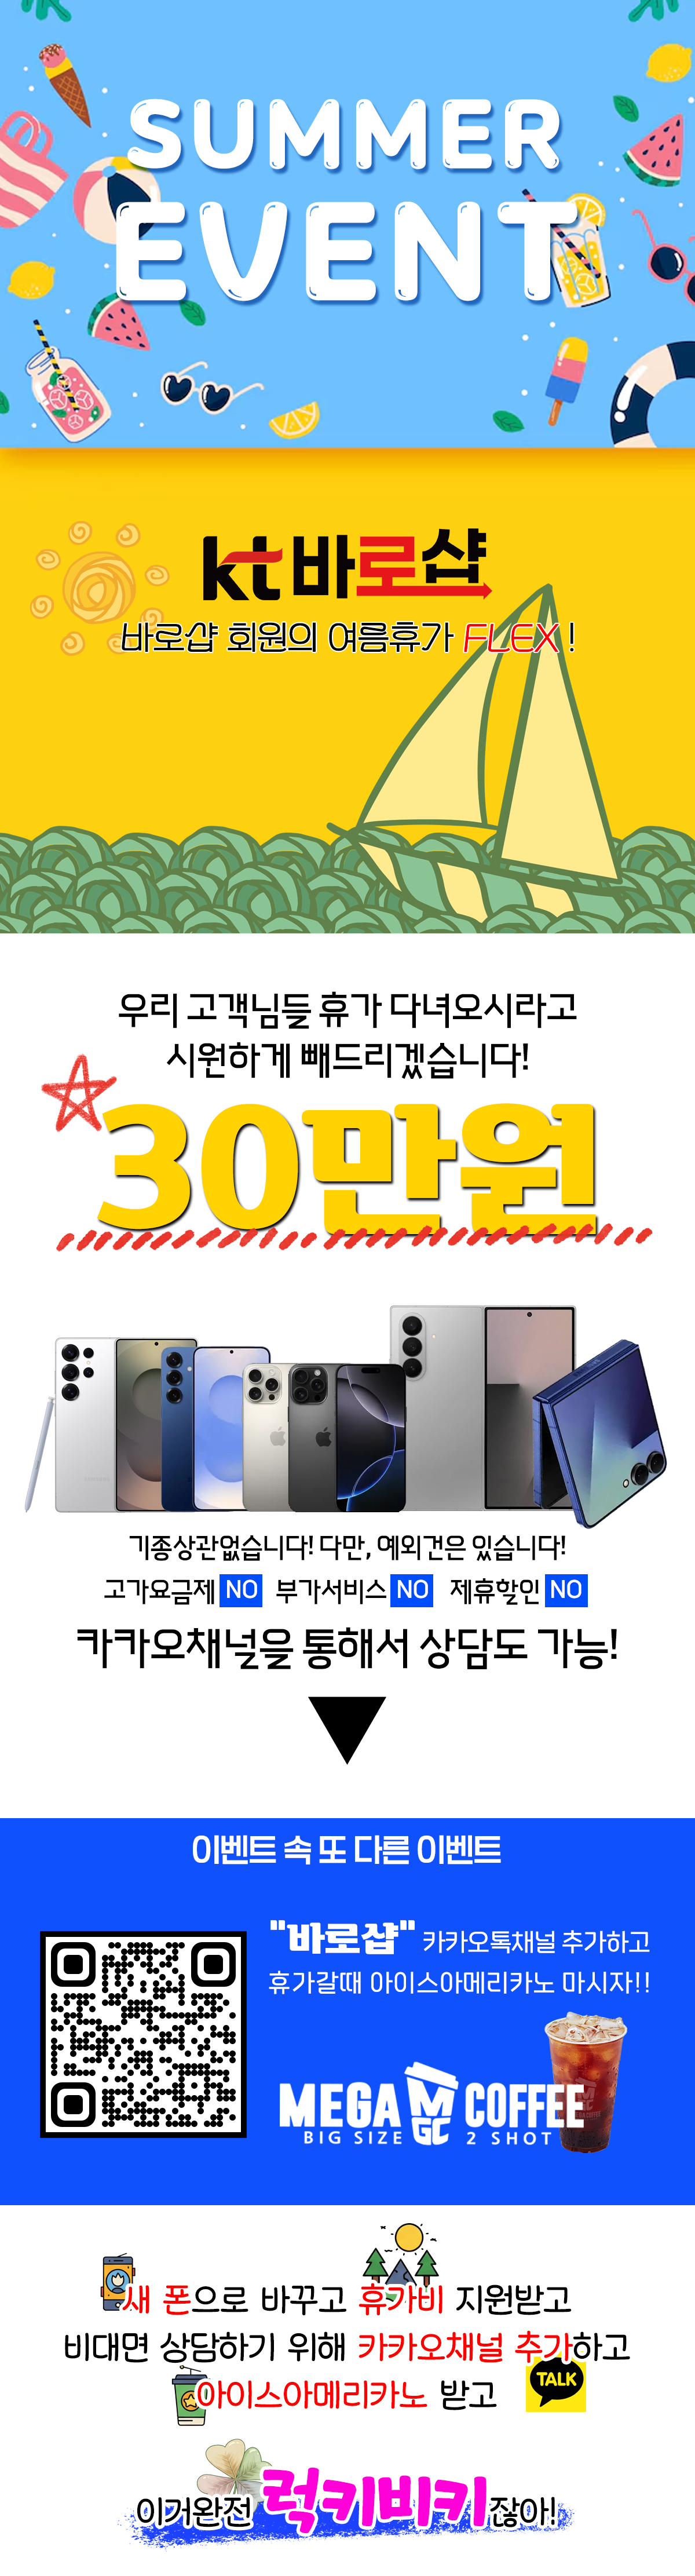 SUMMER
EVENT
kt 바로샵
바로샵 회원의 여름휴가 FLEX !
우리 고객님들 휴가 다녀오시라고
시원하게 빼드리겠습니다!
30만원
기종상관없습니다! 다만, 예외건은 있습니다!
고가요금제 NO 부가서비스 NO 제휴할인 NO
카카오채널을 통해서 상담도 가능!
이벤트 속 또 다른 이벤트
"바로샵" 카카오톡채널 추가하고
휴가갈때 아이스아메리카노 마시자!!
MEGA MGC COFFEE
BIG SIZE 2 SHOT
새 폰으로 바꾸고 휴가비 지원받고
비대면 상담하기 위해 카카오채널 추가하고
아이스아메리카노 받고 TALK
이거완전 럭키비키잖아!